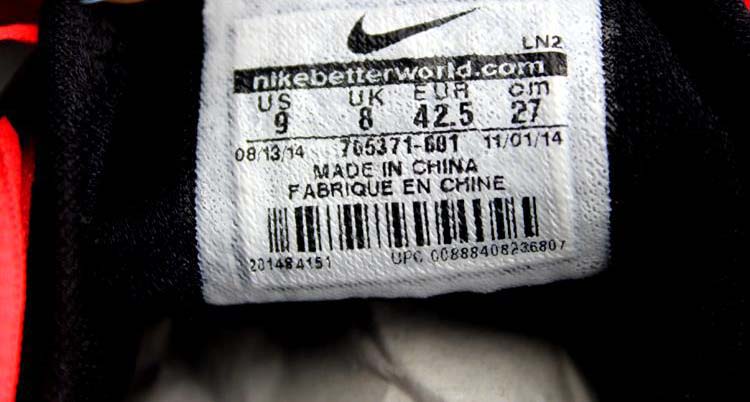 LN2
nikebetterworld.com
US UK EUR cm
9 8 42.5 27
08/13/14 705371-601 11/01/14
MADE IN CHINA
FABRIQUE EN CHINE
201484151 UPC 00888408236807